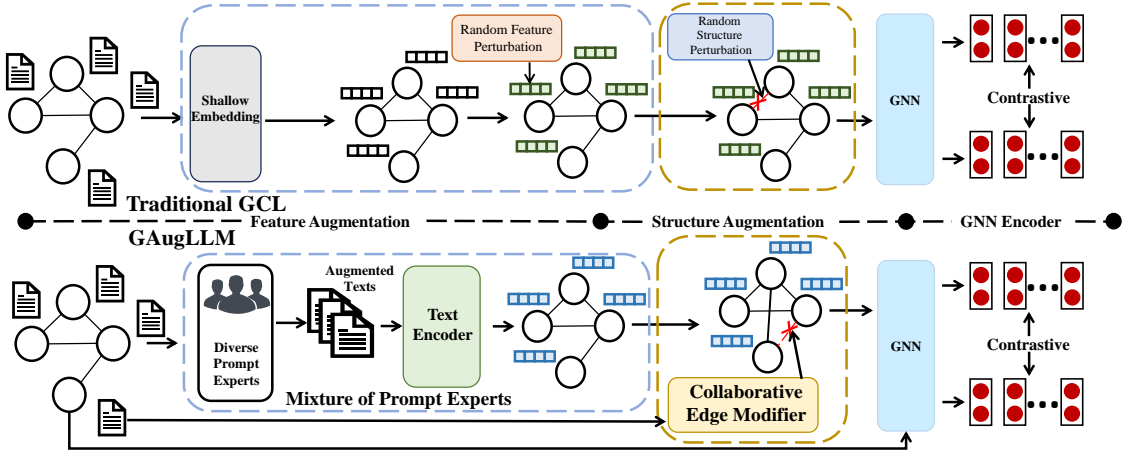 Random Feature
Perturbation
Random
Structure
Perturbation
Shallow
Embedding
GNN
Contrastive
Traditional GCL
Feature Augmentation
Structure Augmentation
GNN Encoder
GAugLLM
Diverse
Prompt
Experts
Augmented
Texts
Text
Encoder
Mixture of Prompt Experts
Collaborative
Edge Modifier
GNN
Contrastive